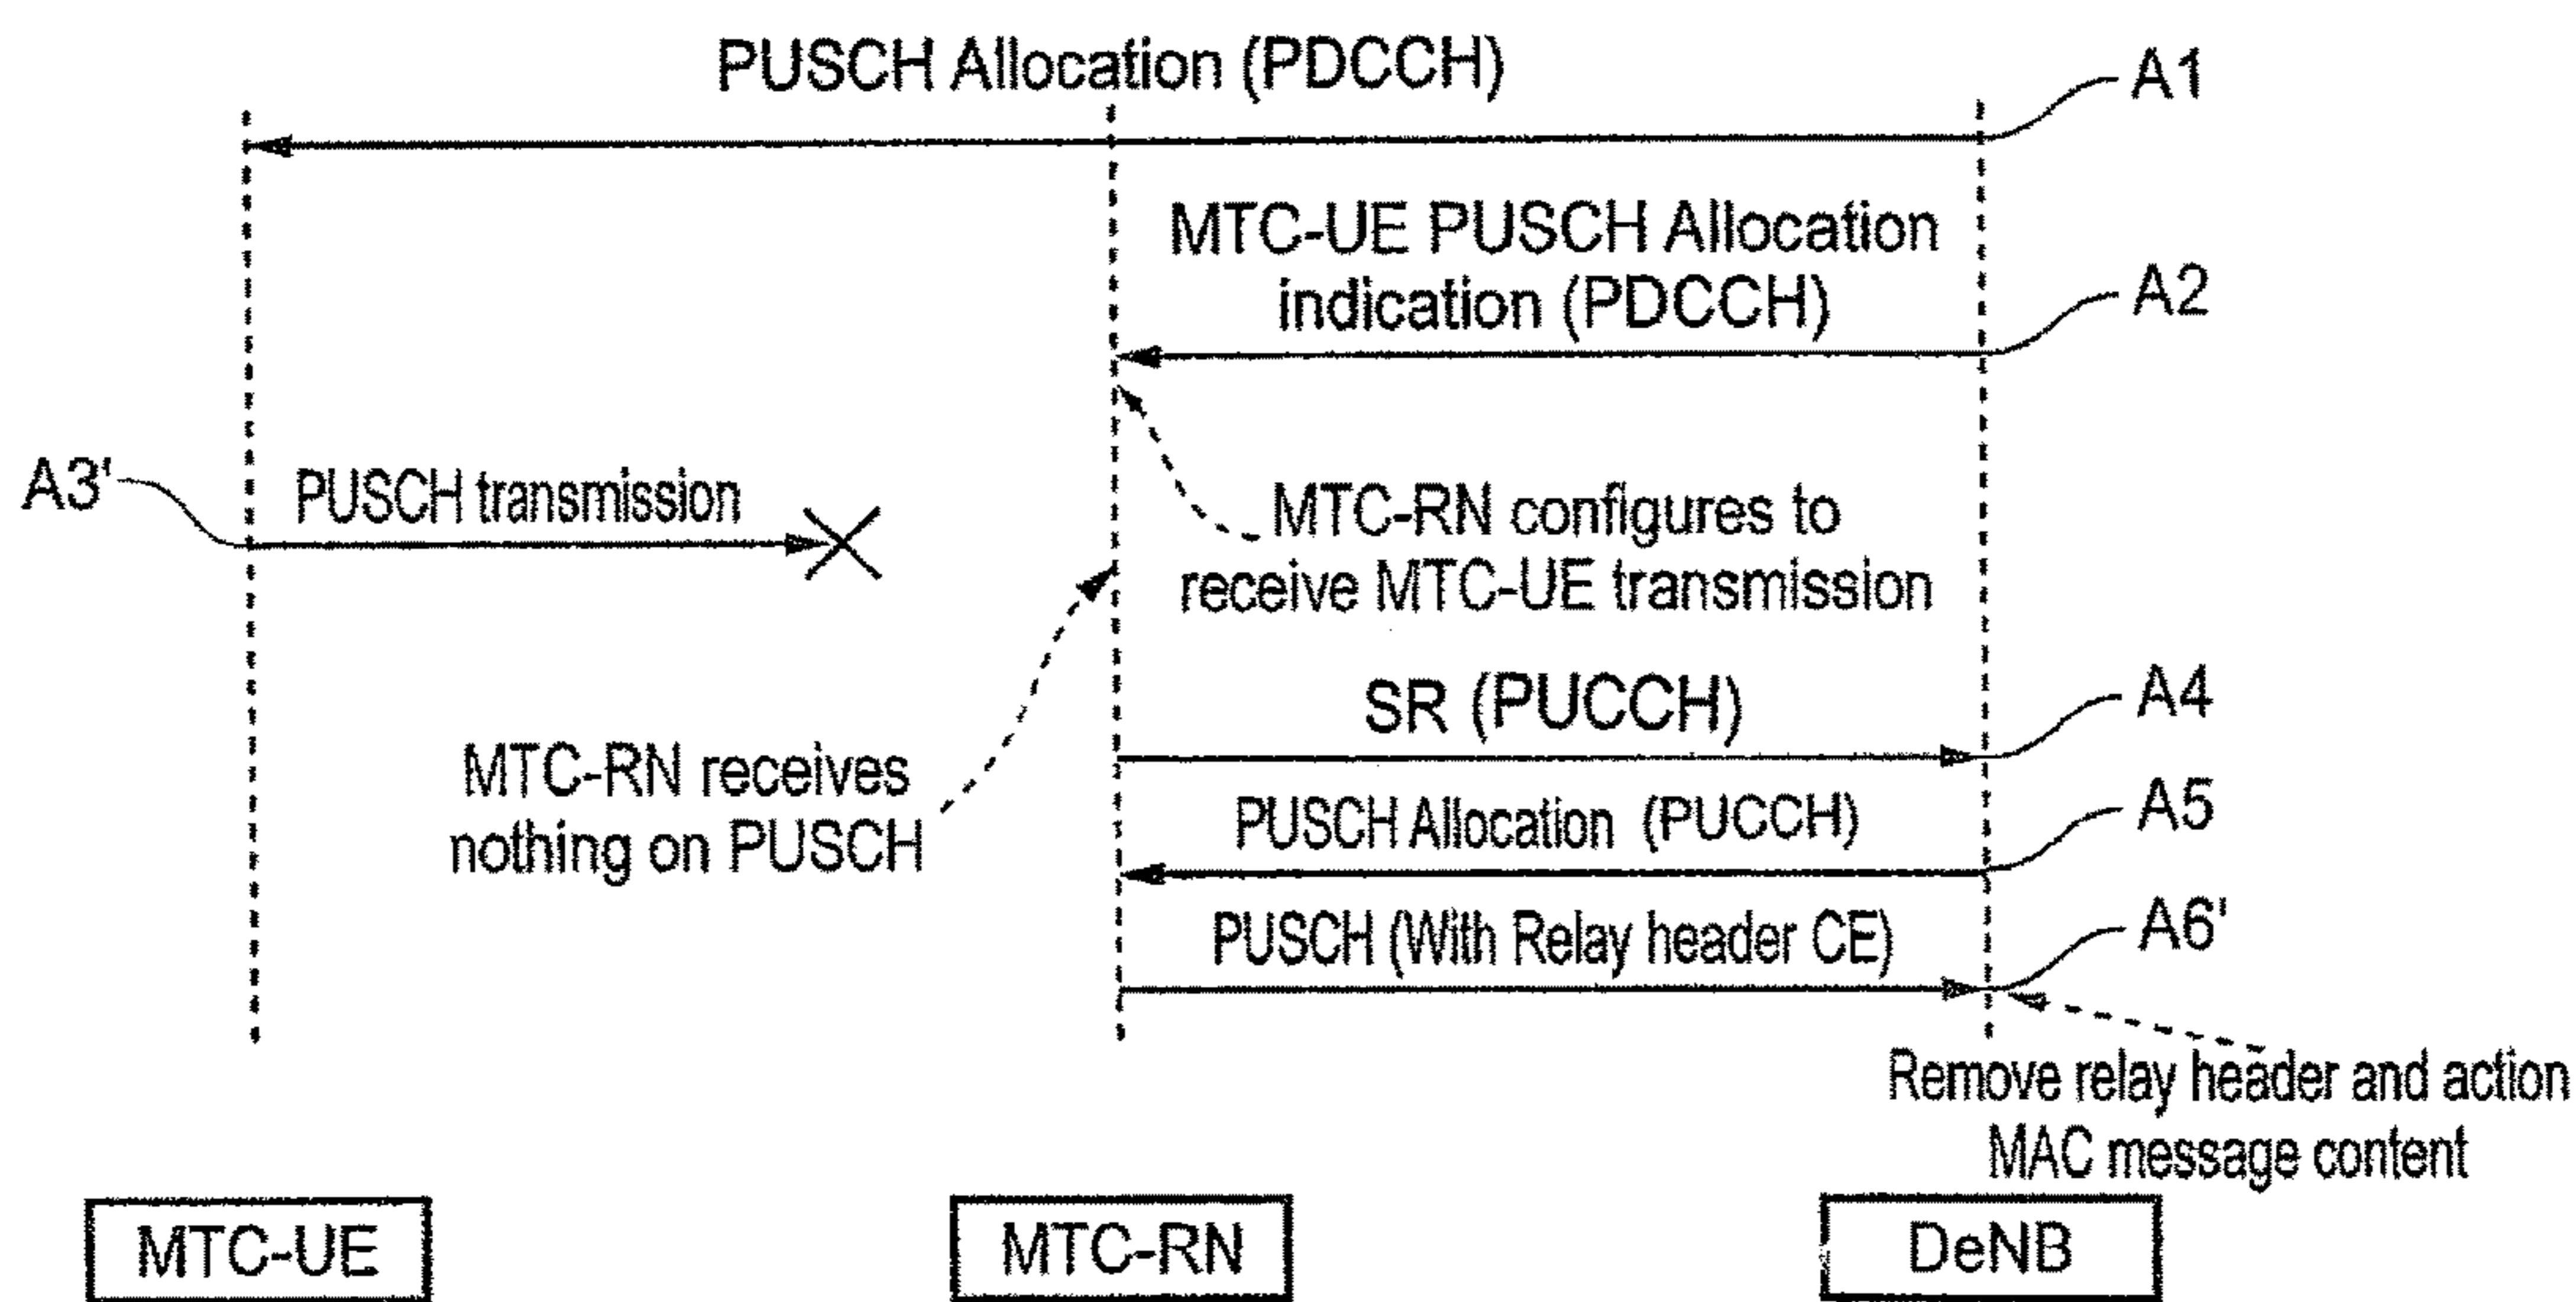 PUSCH Allocation (PDCCH)
A1
MTC-UE PUSCH Allocation
indication (PDCCH)
A2
A3'
PUSCH transmission
MTC-RN configures to
receive MTC-UE transmission
SR (PUCCH)
A4
MTC-RN receives
nothing on PUSCH
PUSCH Allocation (PUCCH)
A5
PUSCH (With Relay header CE)
A6'
Remove relay header and action
MAC message content
MTC-UE
MTC-RN
DeNB